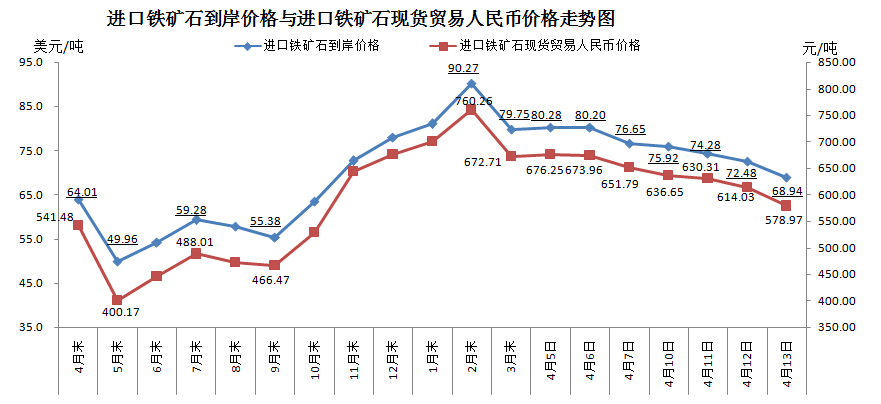 进口铁矿石到岸价格与进口铁矿石现货贸易人民币价格走势图
美元/吨
进口铁矿石到岸价格
进口铁矿石现货贸易人民币价格
元/吨
95.0
85.0
75.0
65.0
55.0
45.0
35.0
850.00
800.00
750.00
700.00
650.00
600.00
550.00
500.00
450.00
400.00
350.00
64.01
49.96
59.28
55.38
90.27
79.75
80.28
80.20
76.65
75.92
74.28
72.48
68.94
541.48
400.17
488.01
466.47
760.26
672.71
676.25
673.96
651.79
636.65
630.31
614.03
578.97
4月末
5月末
6月末
7月末
8月末
9月末
10月末
11月末
12月末
1月末
2月末
3月末
4月5日
4月6日
4月7日
4月10日
4月11日
4月12日
4月13日